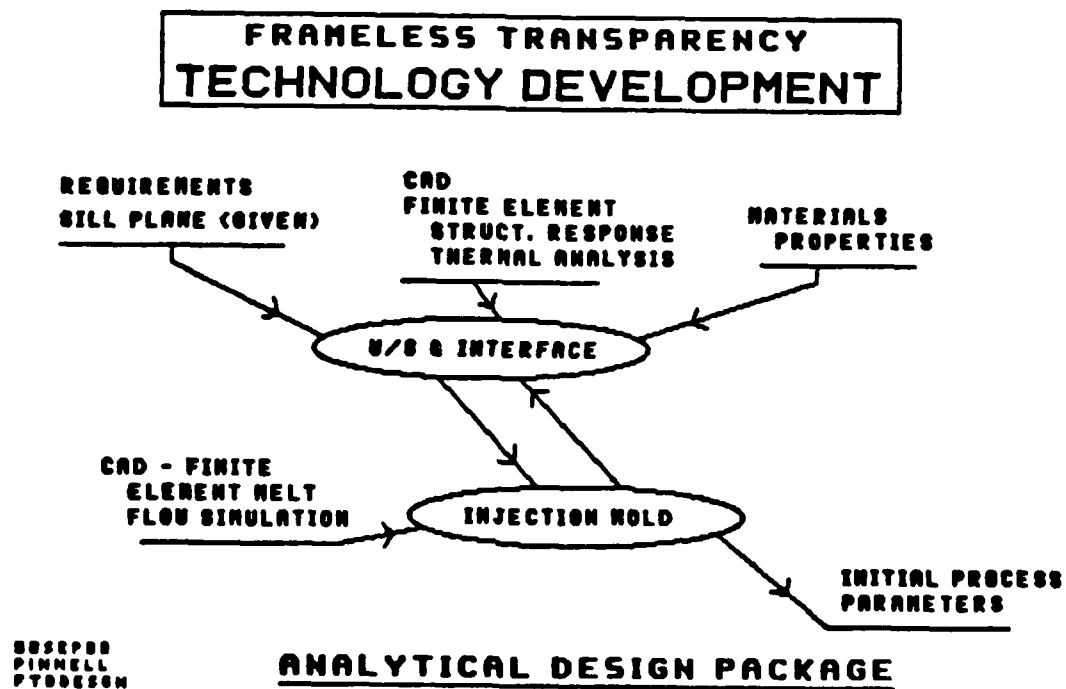 FRAMELESS TRANSPARENCY
TECHNOLOGY DEVELOPMENT
REQUIREMENTS
SILL PLANE (GIVEN)
CAD
FINITE ELEMENT
STRUCT. RESPONSE
THERMAL ANALYSIS
MATERIALS
PROPERTIES
W/S & INTERFACE
CAD - FINITE
ELEMENT MELT
FLOW SIMULATION
INJECTION MOLD
INITIAL PROCESS
PARAMETERS
PINNELL
ANALYTICAL DESIGN PACKAGE